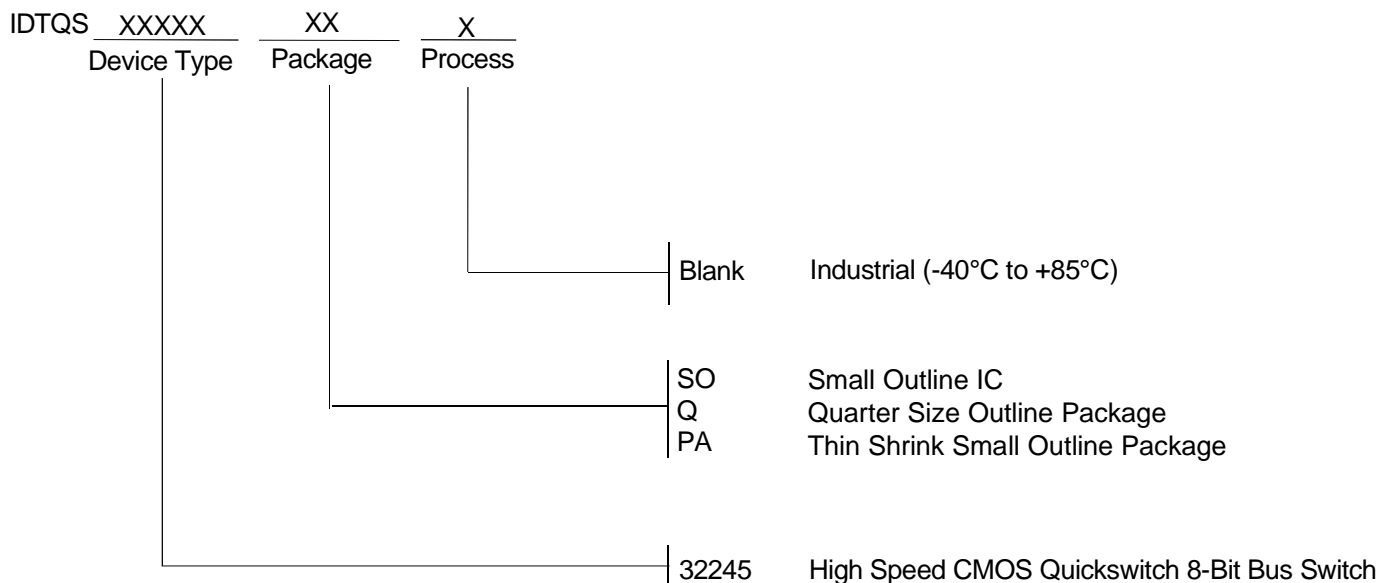 IDTQS XXXXX XX X
Device Type Package Process
Blank Industrial (-40°C to +85°C)
SO Small Outline IC
Q Quarter Size Outline Package
PA Thin Shrink Small Outline Package
32245 High Speed CMOS Quickswitch 8-Bit Bus Switch